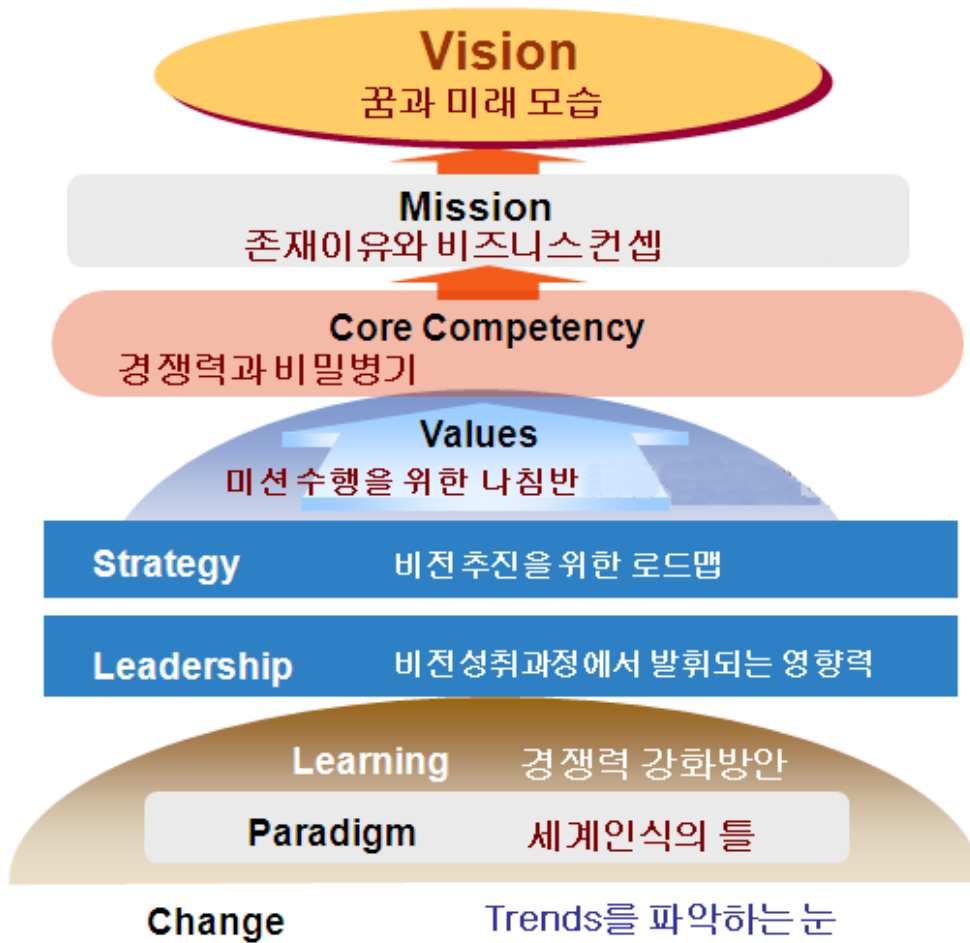 Vision
꿈과 미래 모습
Mission
존재이유와 비즈니스컨셉
Core Competency
경쟁력과 비밀병기
Values
미션수행을 위한 나침반
Strategy 비전추진을 위한 로드맵
Leadership 비전성취과정에서 발휘되는 영향력
Learning 경쟁력 강화방안
Paradigm 세계인식의 틀
Change Trends를 파악하는 눈